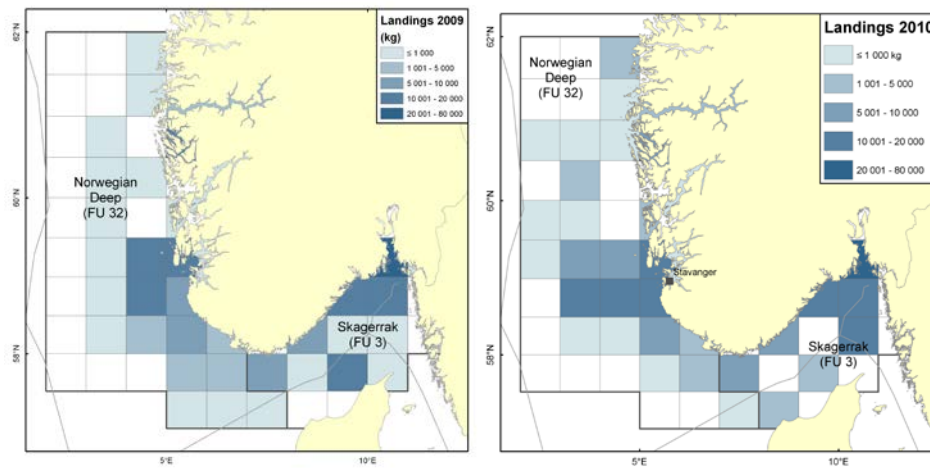 Landings 2009
(kg)
≤ 1 000
1 001 - 5 000
5 001 - 10 000
10 001 - 20 000
20 001 - 80 000
62°N
60°N
58°N
Norwegian
Deep
(FU 32)
Skagerrak
(FU 3)
5°E
10°E
Landings 2010
≤ 1 000 kg
1 001 - 5 000
5 001 - 10 000
10 001 - 20 000
20 001 - 80 000
62°N
60°N
58°N
Norwegian
Deep
(FU 32)
Stavanger
Skagerrak
(FU 3)
5°E
10°E